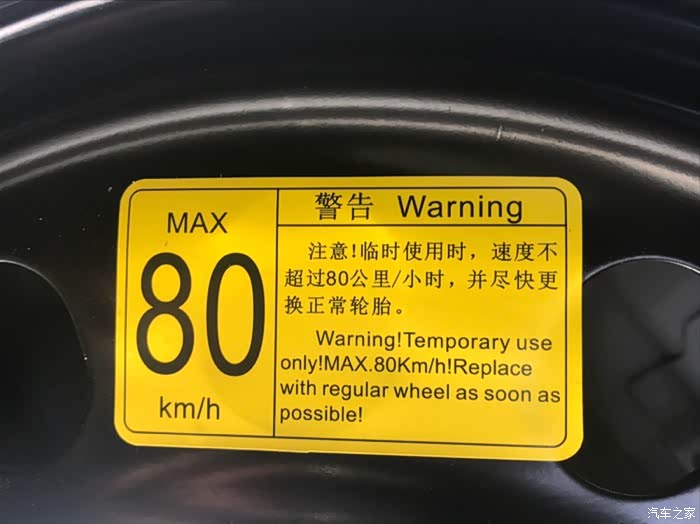 MAX
80
km/h
警告 Warning
注意!临时使用时，速度不
超过80公里/小时，并尽快更
换正常轮胎。
Warning!Temporary use
only!MAX.80Km/h!Replace
with regular wheel as soon as
possible!
汽车之家